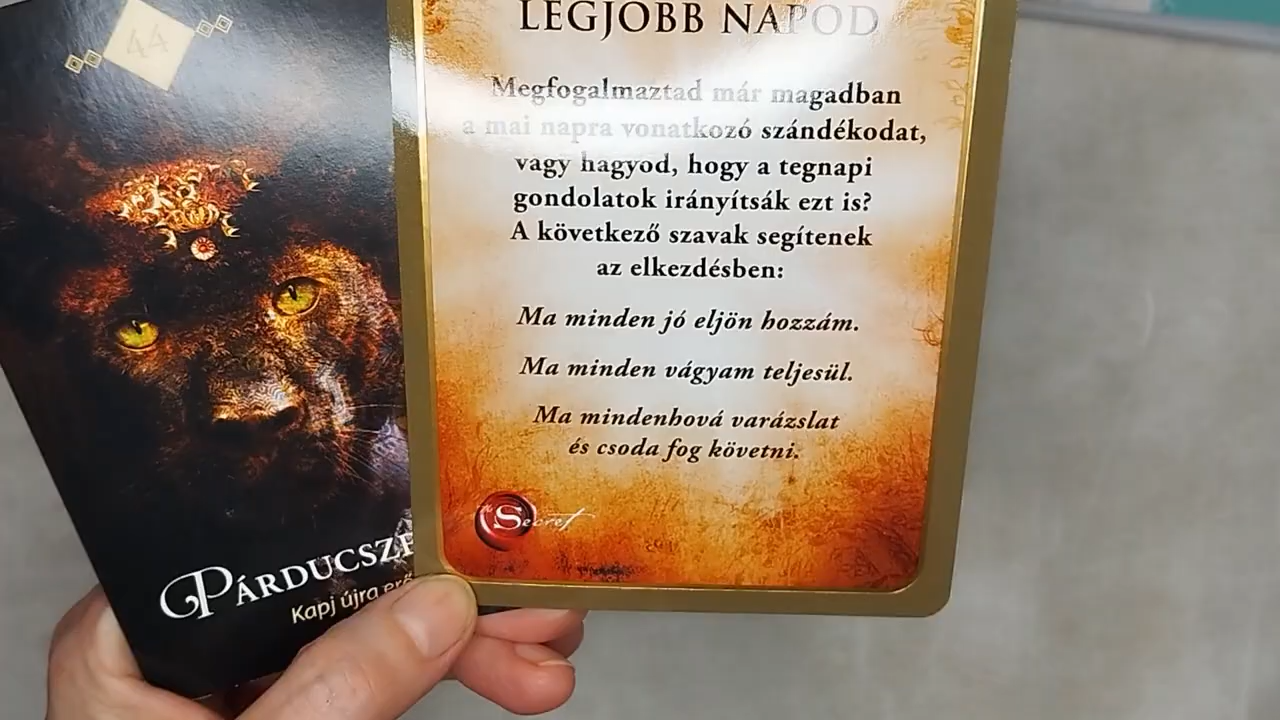 44
PÁRDUCSZE
Kapj újra erő
LEGJOBB NAPOD
Megfogalmaztad már magadban
a mai napra vonatkozó szándékodat,
vagy hagyod, hogy a tegnapi
gondolatok irányítsák ezt is?
A következő szavak segítenek
az elkezdésben:
Ma minden jó eljön hozzám.
Ma minden vágyam teljesül.
Ma mindenhová varázslat
és csoda fog követni.
The Secret